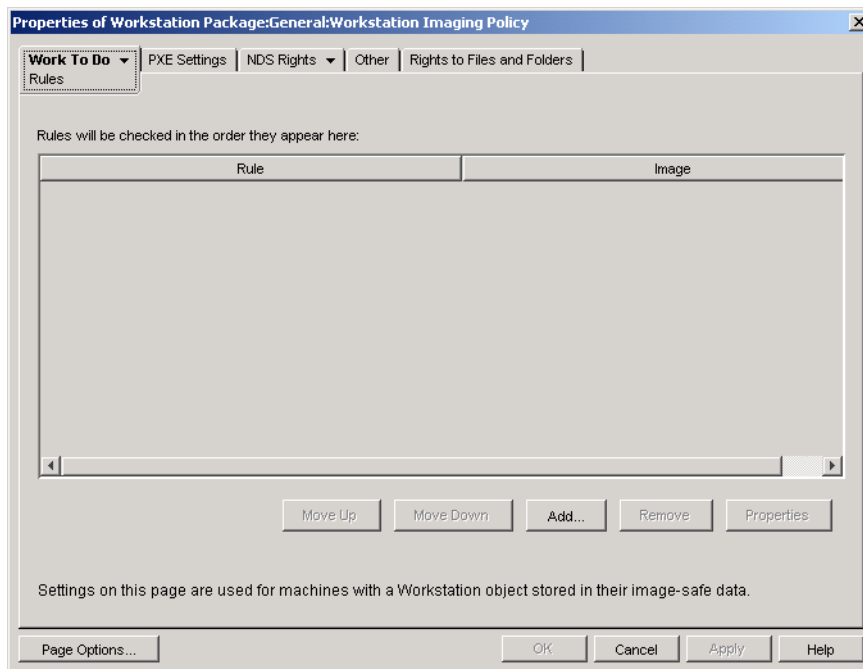 Properties of Workstation Package:General:Workstation Imaging Policy
Work To Do PXE Settings NDS Rights Other Rights to Files and Folders
Rules
Rules will be checked in the order they appear here:
Rule Image
Move Up Move Down Add... Remove Properties
Settings on this page are used for machines with a Workstation object stored in their image-safe data.
Page Options... OK Cancel Apply Help